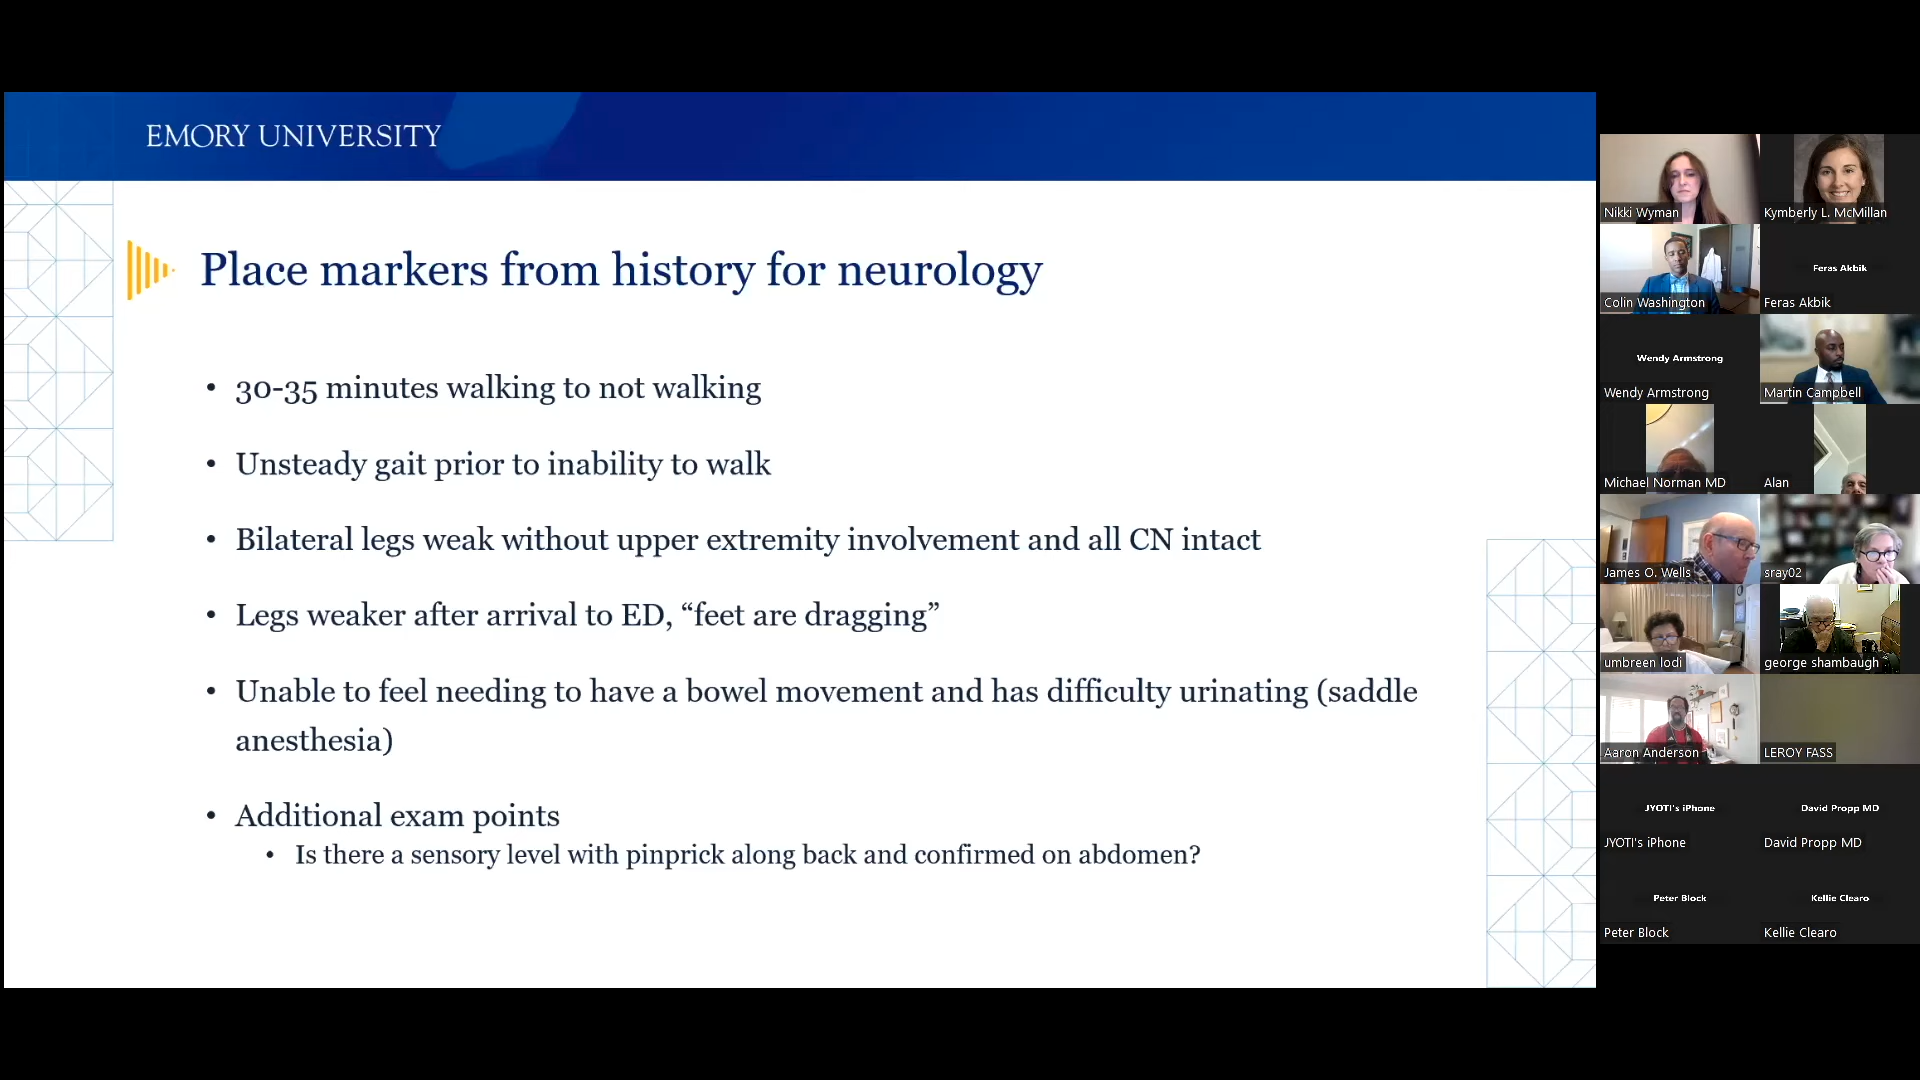 EMORY UNIVERSITY
Place markers from history for neurology
• 30-35 minutes walking to not walking
• Unsteady gait prior to inability to walk
• Bilateral legs weak without upper extremity involvement and all CN intact
• Legs weaker after arrival to ED, “feet are dragging”
• Unable to feel needing to have a bowel movement and has difficulty urinating (saddle
anesthesia)
• Additional exam points
• Is there a sensory level with pinprick along back and confirmed on abdomen?
Nikki Wyman
Kymberly L. McMillan
Colin Washington
Feras Akbik
Feras Akbik
Wendy Armstrong
Wendy Armstrong
Martin Campbell
Michael Norman MD
Alan
James O. Wells
sray02
umbreen lodi
george shambaugh
Aaron Anderson
LEROY FASS
JYOTI's iPhone
JYOTI's iPhone
David Propp MD
David Propp MD
Peter Block
Peter Block
Kellie Clearo
Kellie Clearo